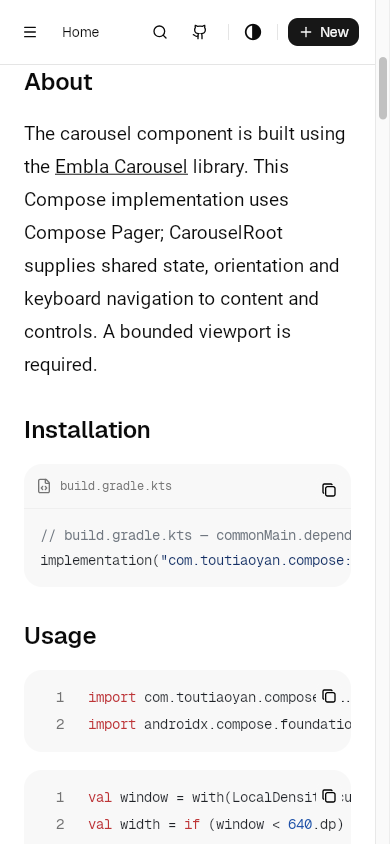 Home
New
About
The carousel component is built using
the Embla Carousel library. This
Compose implementation uses
Compose Pager; CarouselRoot
supplies shared state, orientation and
keyboard navigation to content and
controls. A bounded viewport is
required.
Installation
build.gradle.kts
// build.gradle.kts — commonMain.depend
implementation("com.toutiaoyan.compose:
Usage
1 import com.toutiaoyan.compose
2 import androidx.compose.foundatio
1 val window = with(LocalDensit
2 val width = if (window < 640.dp)